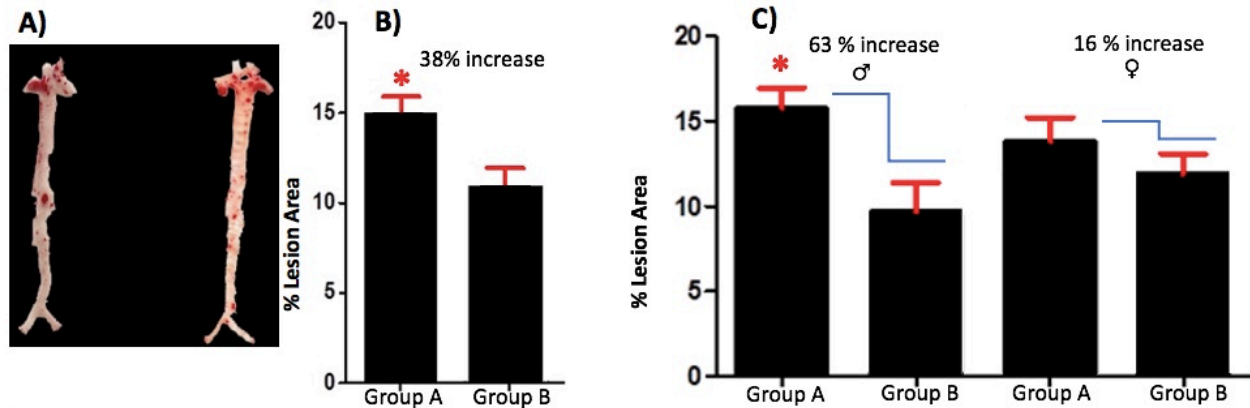 A)
B)
38% increase
*
20
15
10
5
0
% Lesion Area
Group A Group B
C)
63 % increase
♂
16 % increase
♀
*
20
15
10
5
0
% Lesion Area
Group A Group B Group A Group B